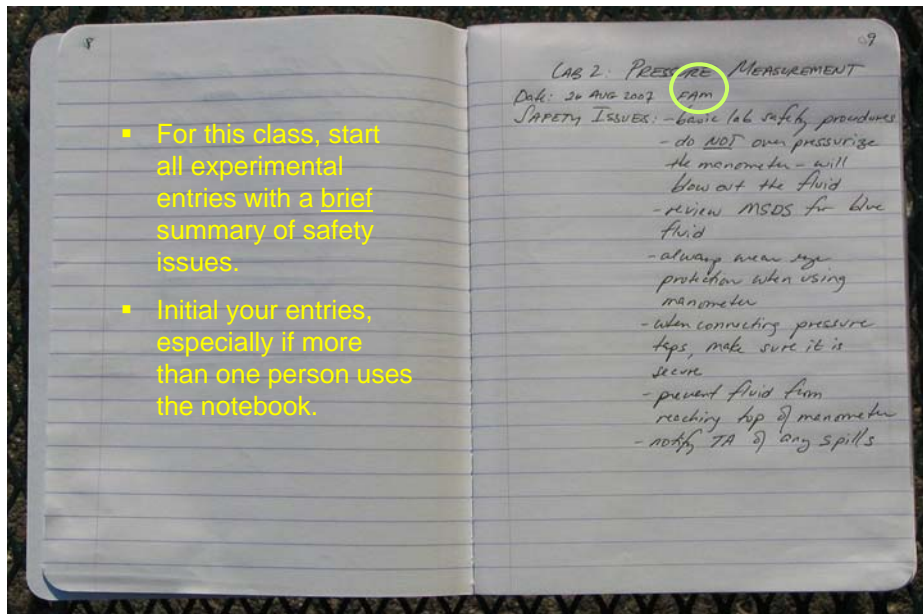 8
▪ For this class, start
all experimental
entries with a brief
summary of safety
issues.
▪ Initial your entries,
especially if more
than one person uses
the notebook.
09
LAB 2: PRESSURE MEASUREMENT
Date: 26 AUG 2007 FAM
SAFETY ISSUES: - basic lab safety procedures
- do NOT over pressurize
the manometer - will
blow out the fluid
- review MSDS for blue
fluid
- always wear eye
protection when using
manometer
- when connecting pressure
taps, make sure it is
secure
- prevent fluid from
reaching top of manometer
- notify TA of any spills